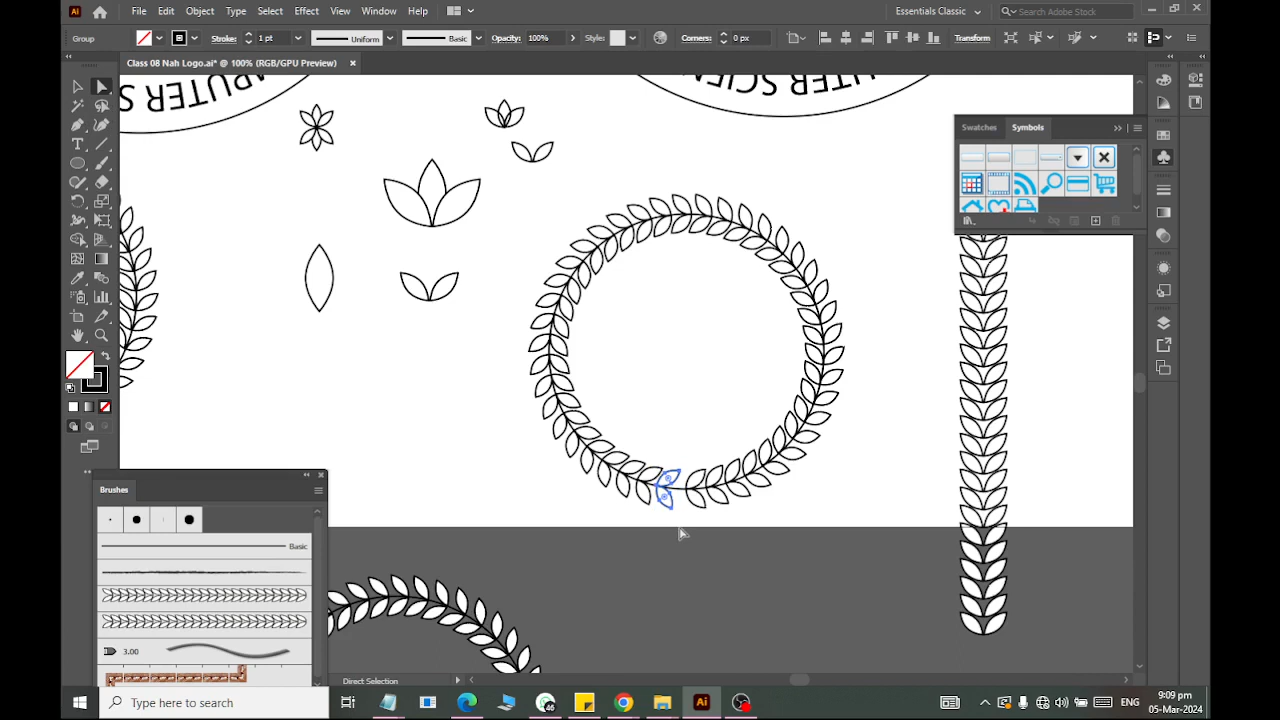 Ai File Edit Object Type Select Effect View Window Help Essentials Classic Search Adobe Stock
Group Stroke: 1 pt Uniform Basic Opacity: 100% Style: Corners: 0 px Transform
Class 08 Nah Logo.ai* @ 100% (RGB/GPU Preview)
Swatches Symbols
Brushes
Basic
3.00
Direct Selection
Type here to search
Ai
ENG
9:09 pm
05-Mar-2024